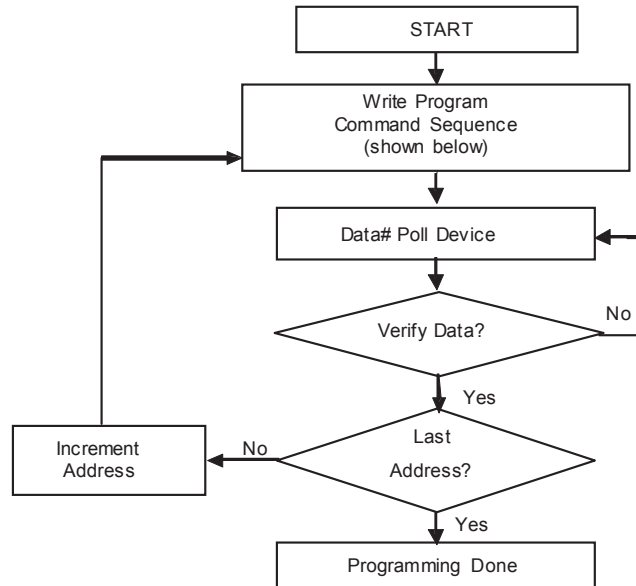 START
Write Program
Command Sequence
(shown below)
Data# Poll Device
Verify Data?
No
Yes
Last
Address?
No
Increment
Address
Yes
Programming Done